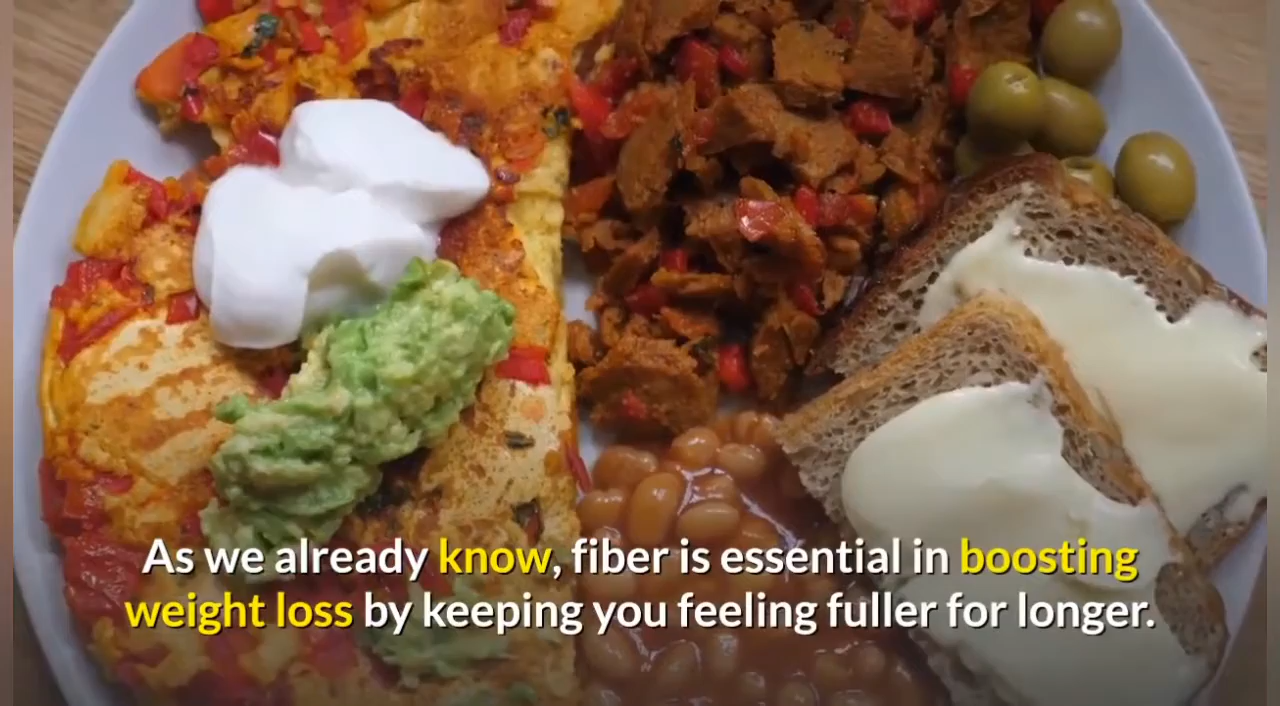 As we already know, fiber is essential in boosting
weight loss by keeping you feeling fuller for longer.